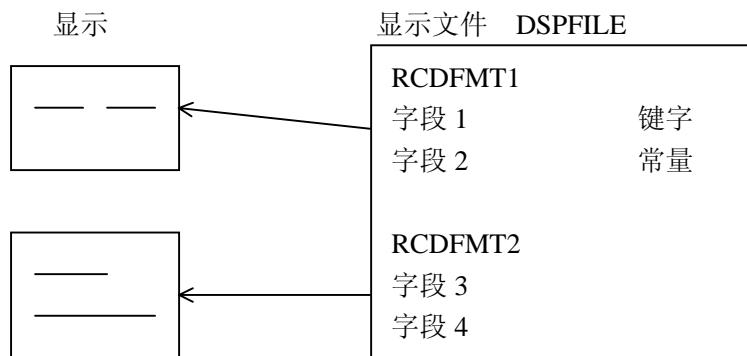 显示 显示文件 DSPFILE
RCDFMT1
字段 1 键字
字段 2 常量
RCDFMT2
字段 3
字段 4